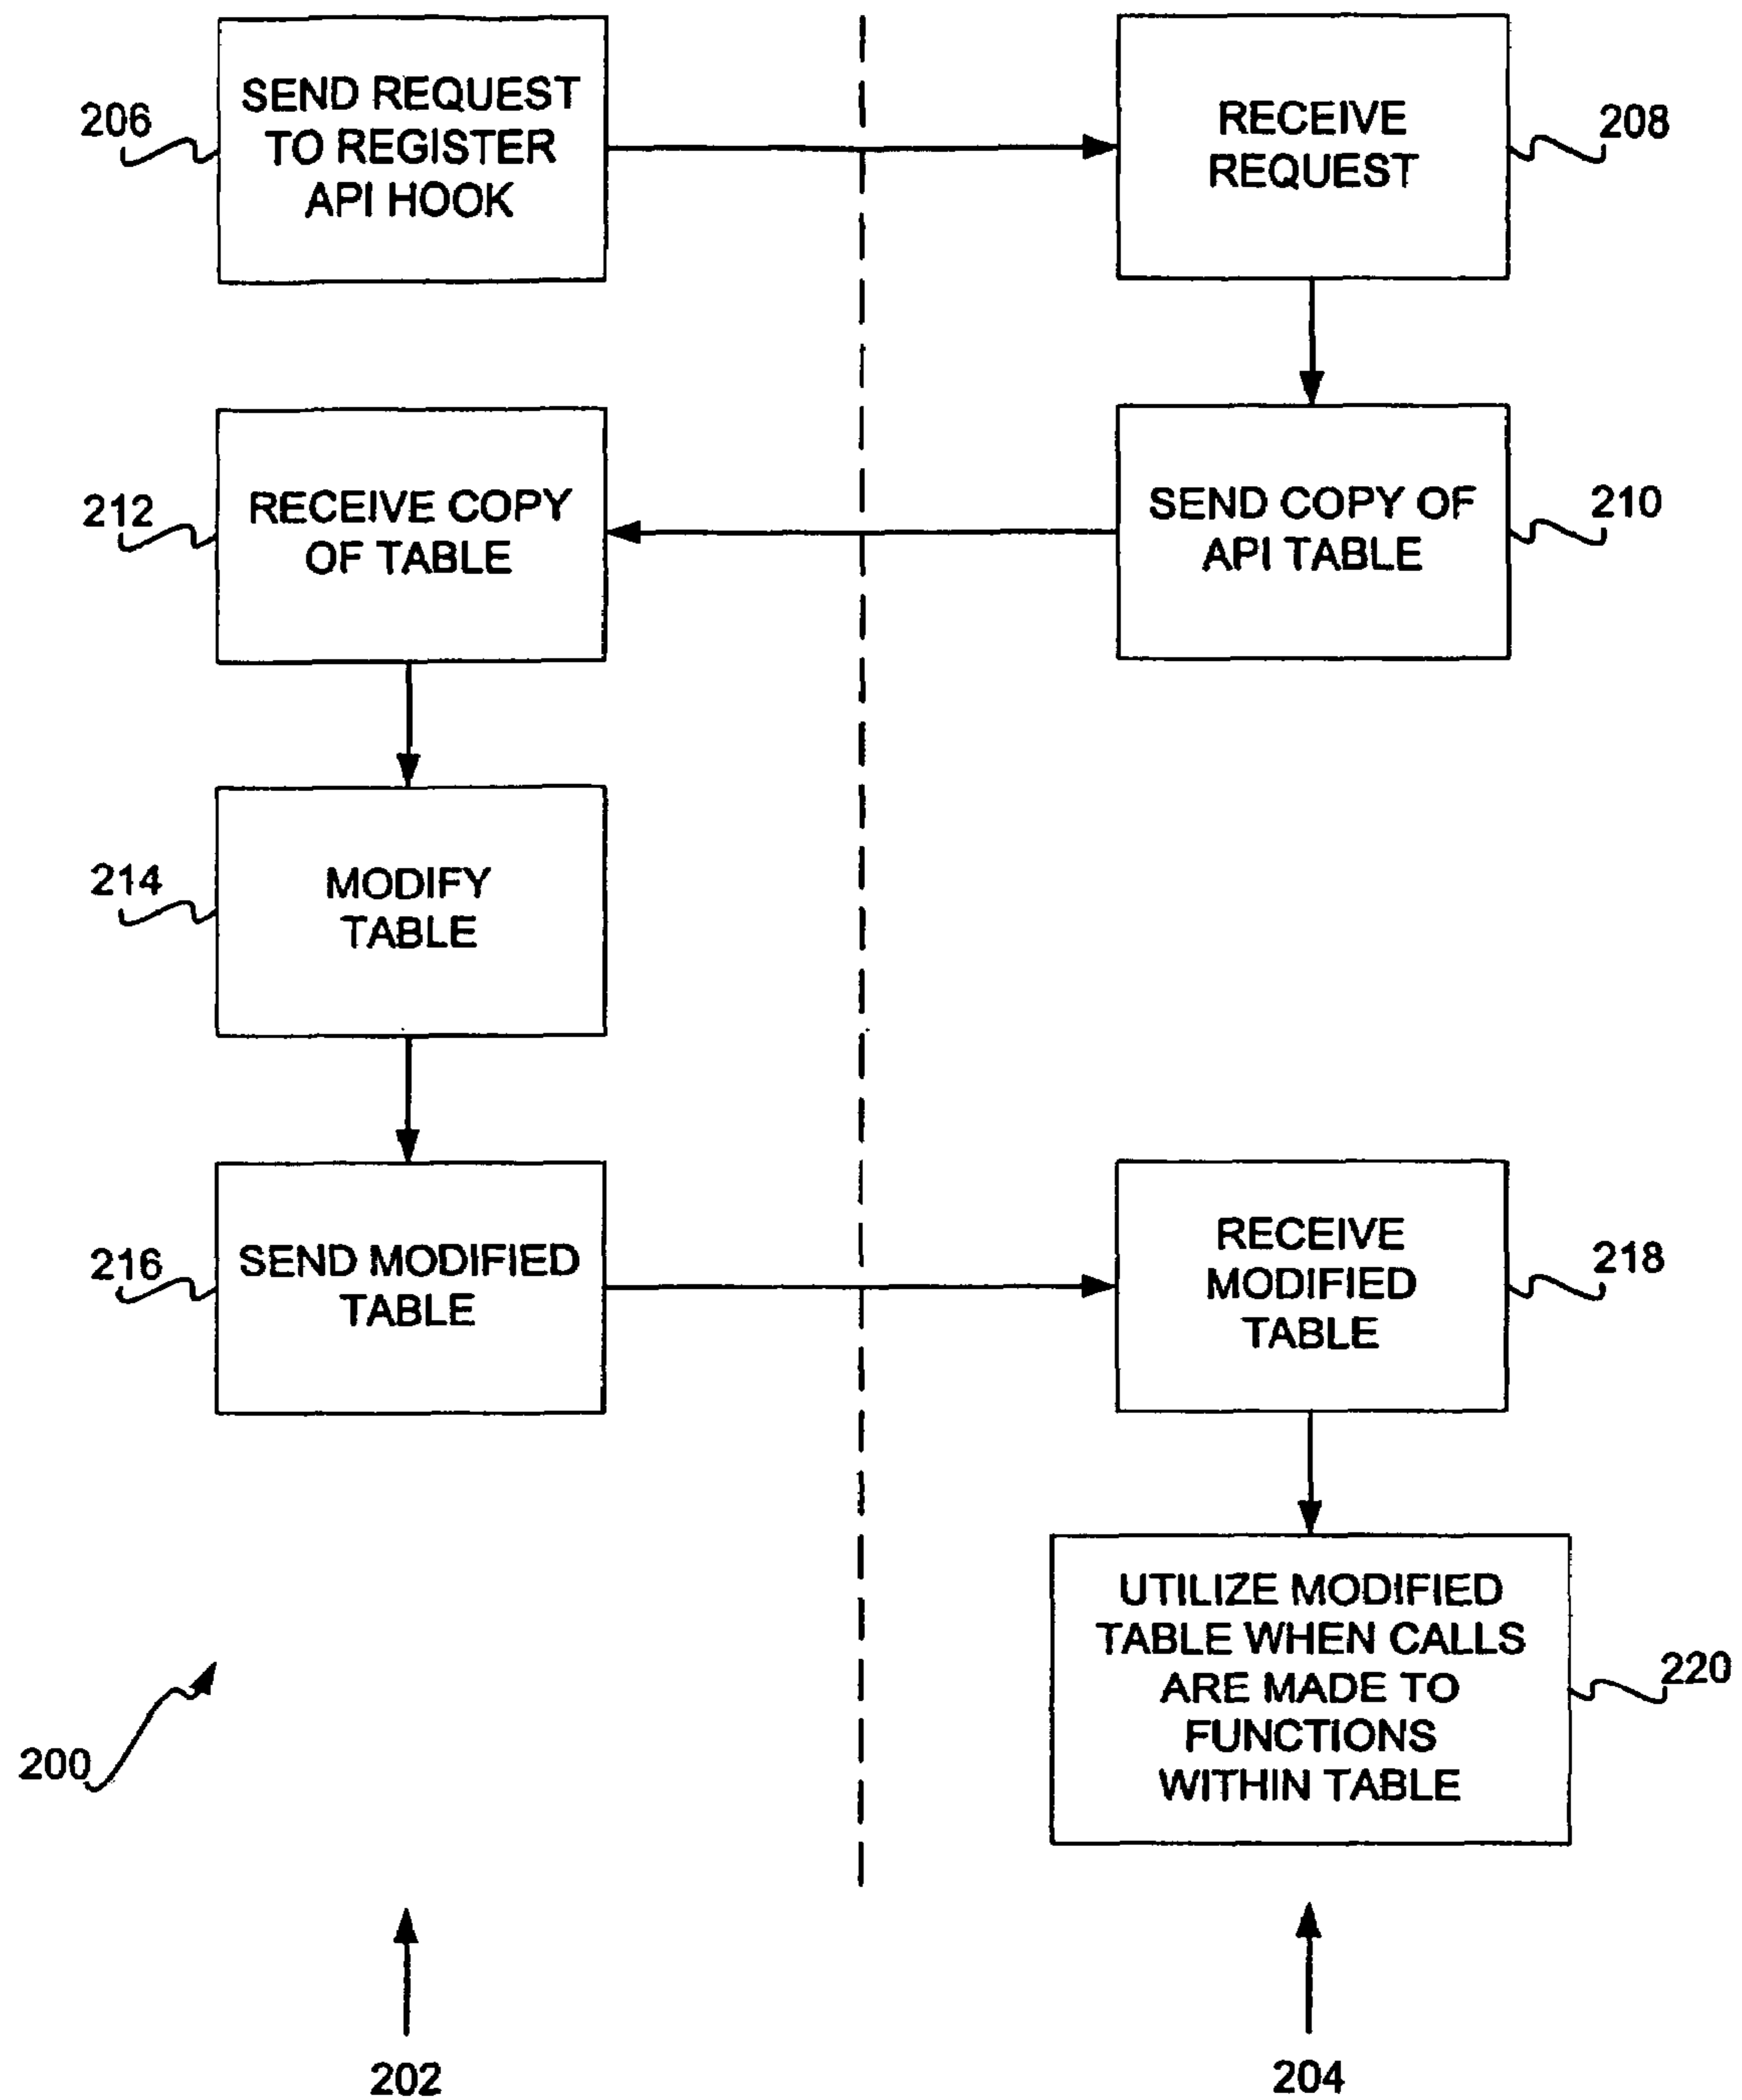 206
SEND REQUEST
TO REGISTER
API HOOK
RECEIVE
REQUEST
208
212
RECEIVE COPY
OF TABLE
SEND COPY OF
API TABLE
210
214
MODIFY
TABLE
216
SEND MODIFIED
TABLE
RECEIVE
MODIFIED
TABLE
218
UTILIZE MODIFIED
TABLE WHEN CALLS
ARE MADE TO
FUNCTIONS
WITHIN TABLE
220
200
202
204